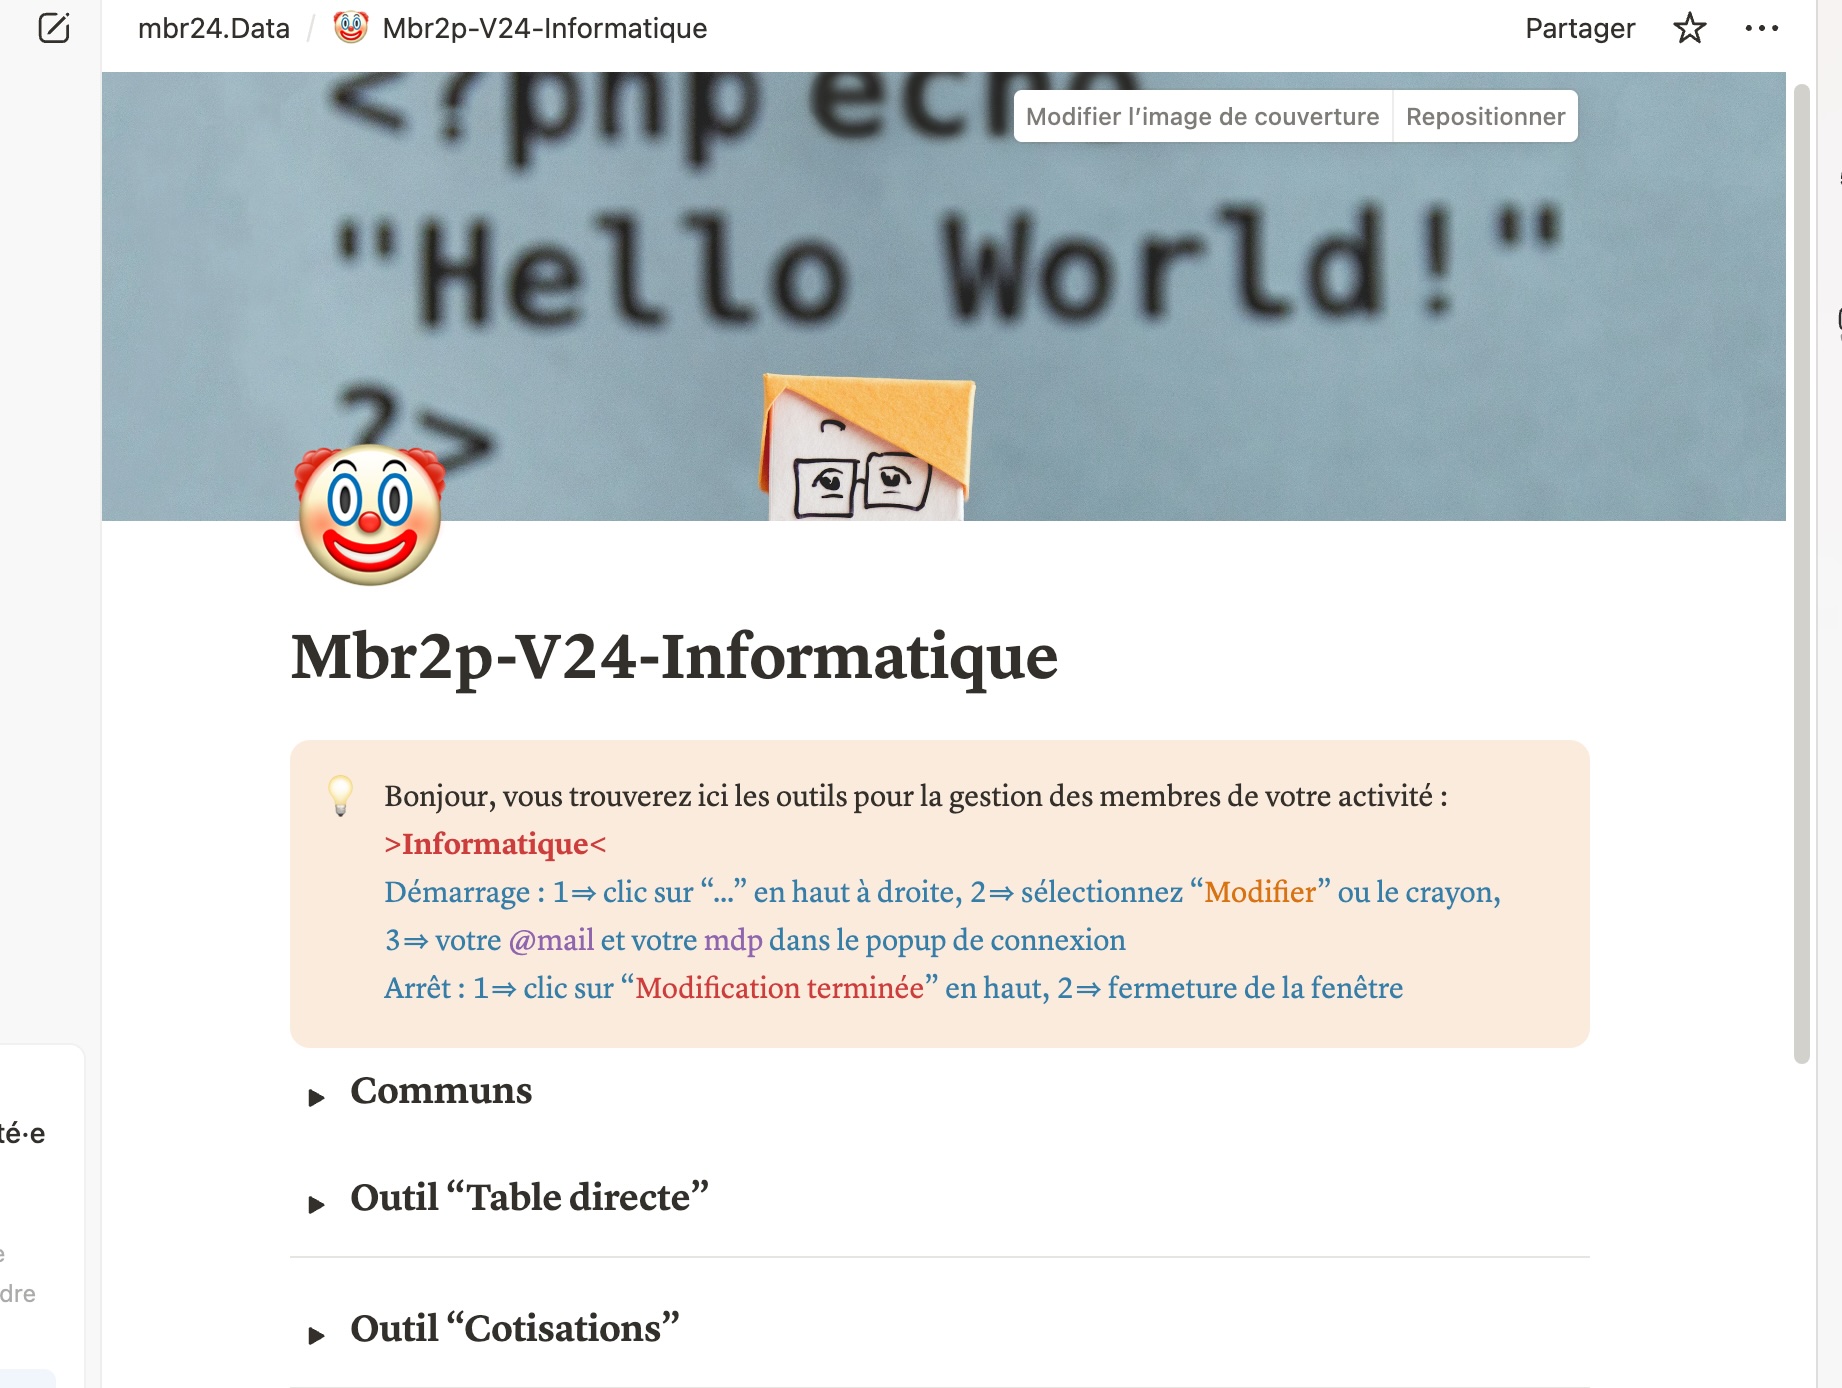 mbr24.Data / 🤡 Mbr2p-V24-Informatique
Partager
<?php echo
Modifier l’image de couverture
Repositionner
"Hello World!"
?>
Mbr2p-V24-Informatique
Bonjour, vous trouverez ici les outils pour la gestion des membres de votre activité :
>Informatique<
Démarrage : 1⇒ clic sur “…” en haut à droite, 2⇒ sélectionnez “Modifier” ou le crayon,
3⇒ votre @mail et votre mdp dans le popup de connexion
Arrêt : 1⇒ clic sur “Modification terminée” en haut, 2⇒ fermeture de la fenêtre
Communs
té·e
Outil “Table directe”
e
dre
Outil “Cotisations”